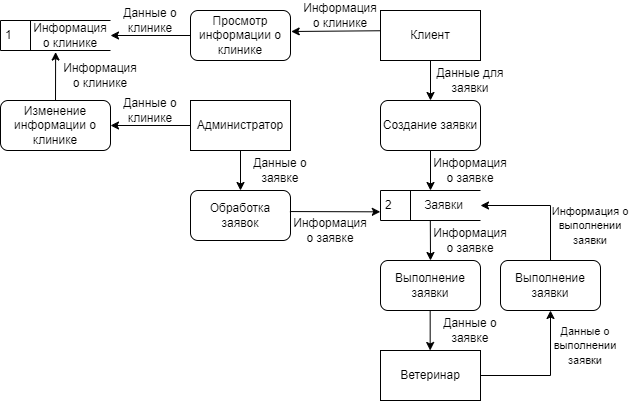 1
Информация
о клинике
Данные о
клинике
Просмотр
информации о
клинике
Информация
о клинике
Клиент
Информация
о клинике
Данные для
заявки
Изменение
информации о
клинике
Данные о
клинике
Администратор
Создание заявки
Данные о
заявке
Информация
о заявке
Обработка
заявок
Информация
о заявке
2
Заявки
Информация о
выполнении
заявки
Информация
о заявке
Выполнение
заявки
Выполнение
заявки
Данные о
заявке
Данные о
выполнении
заявки
Ветеринар